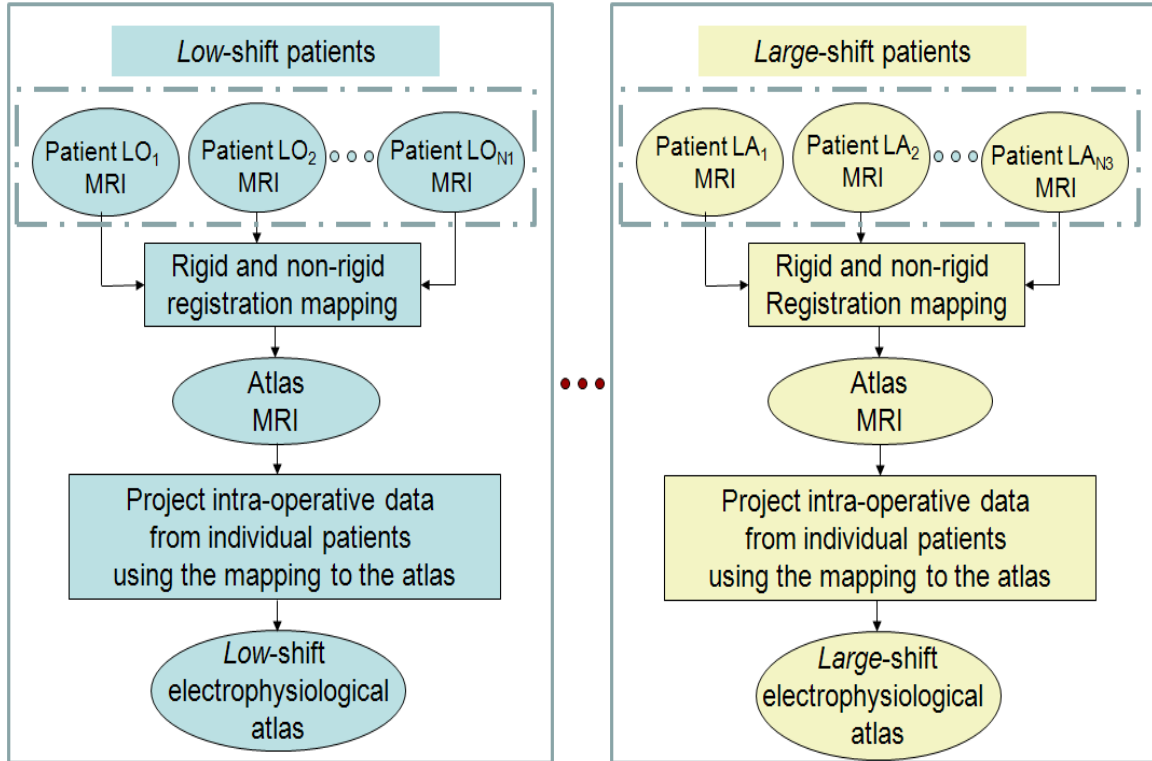 Low-shift patients
Patient LO₁
MRI
Patient LO₂
MRI
Patient LO_N1
MRI
Rigid and non-rigid
registration mapping
Atlas
MRI
Project intra-operative data
from individual patients
using the mapping to the atlas
Low-shift
electrophysiological
atlas
Large-shift patients
Patient LA₁
MRI
Patient LA₂
MRI
Patient LA_N3
MRI
Rigid and non-rigid
Registration mapping
Atlas
MRI
Project intra-operative data
from individual patients
using the mapping to the atlas
Large-shift
electrophysiological
atlas